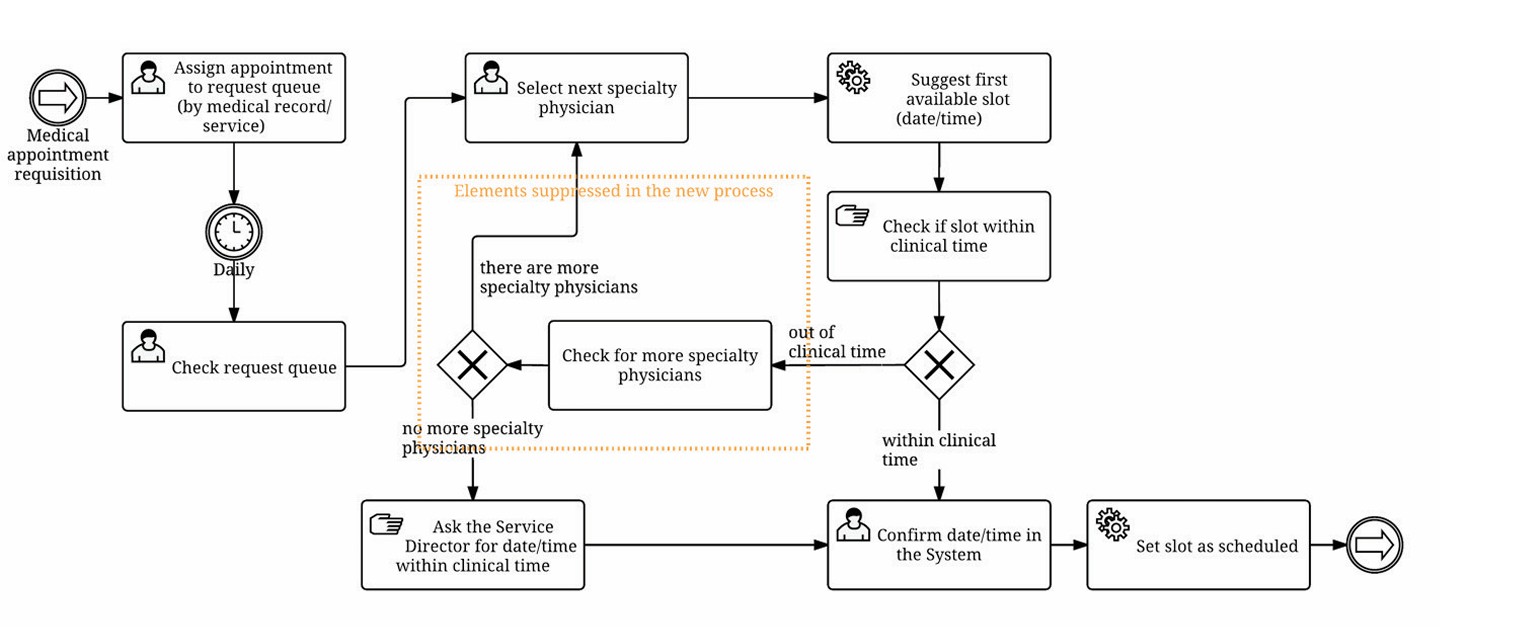 Medical
appointment
requisition
Assign appointment
to request queue
(by medical record/
service)
Daily
Check request queue
Select next specialty
physician
Suggest first
available slot
(date/time)
Check if slot within
clinical time
Elements suppressed in the new process
there are more
specialty physicians
Check for more specialty
physicians
out of
clinical time
no more specialty
physicians
within clinical
time
Ask the Service
Director for date/time
within clinical time
Confirm date/time in
the System
Set slot as scheduled